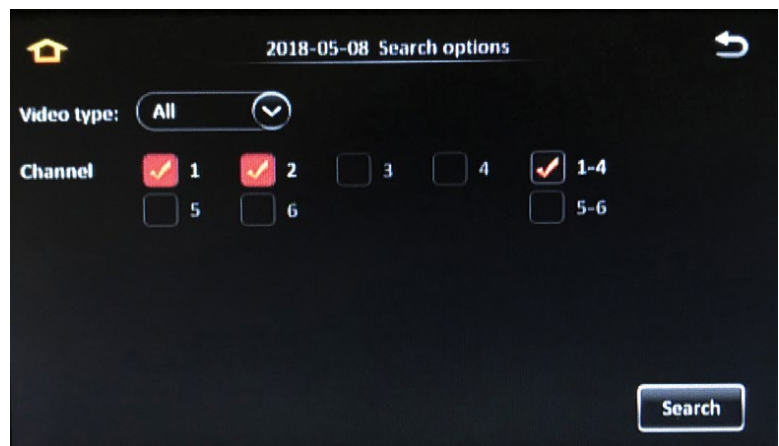 2018-05-08 Search options
Video type: All
Channel 1 2 3 4 1-4
5 6 5-6
Search